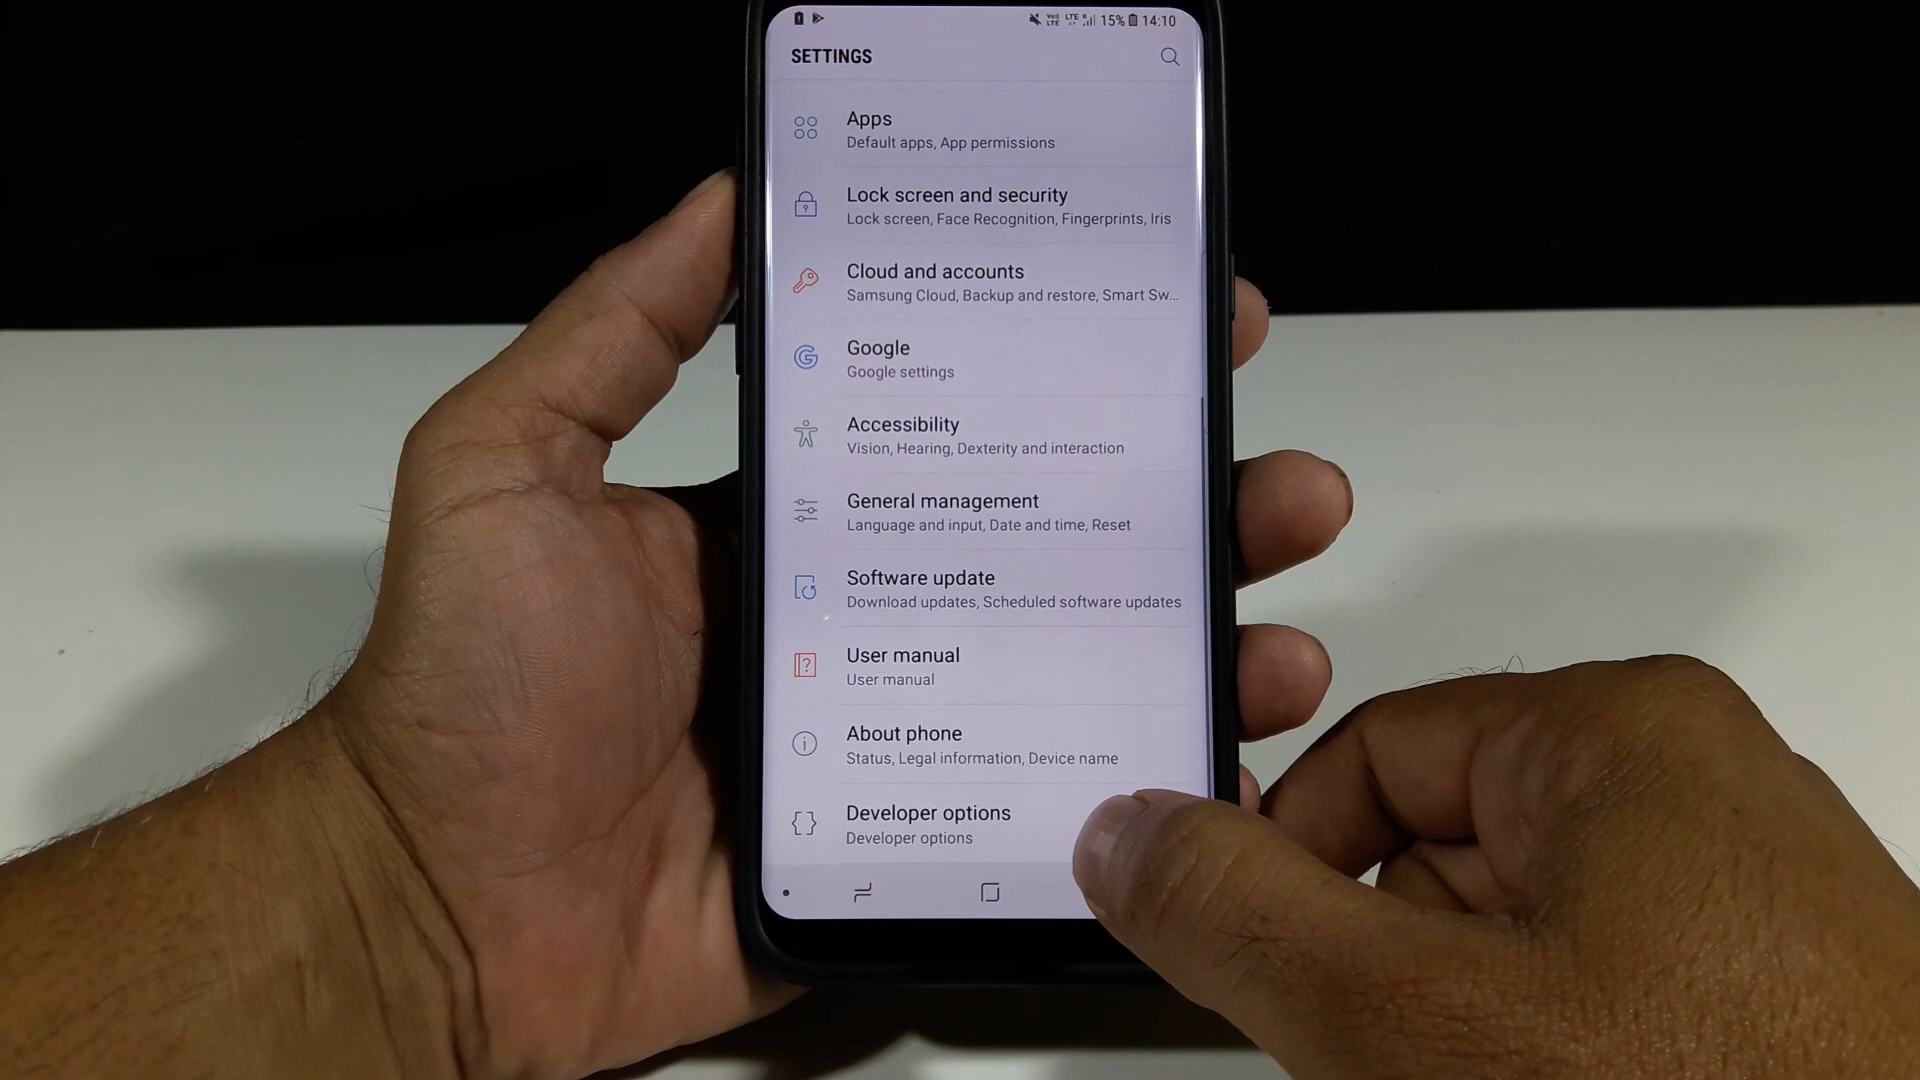 VoLTE LTE 15% 14:10
SETTINGS
Apps
Default apps, App permissions
Lock screen and security
Lock screen, Face Recognition, Fingerprints, Iris
Cloud and accounts
Samsung Cloud, Backup and restore, Smart Sw...
Google
Google settings
Accessibility
Vision, Hearing, Dexterity and interaction
General management
Language and input, Date and time, Reset
Software update
Download updates, Scheduled software updates
User manual
User manual
About phone
Status, Legal information, Device name
Developer options
Developer options